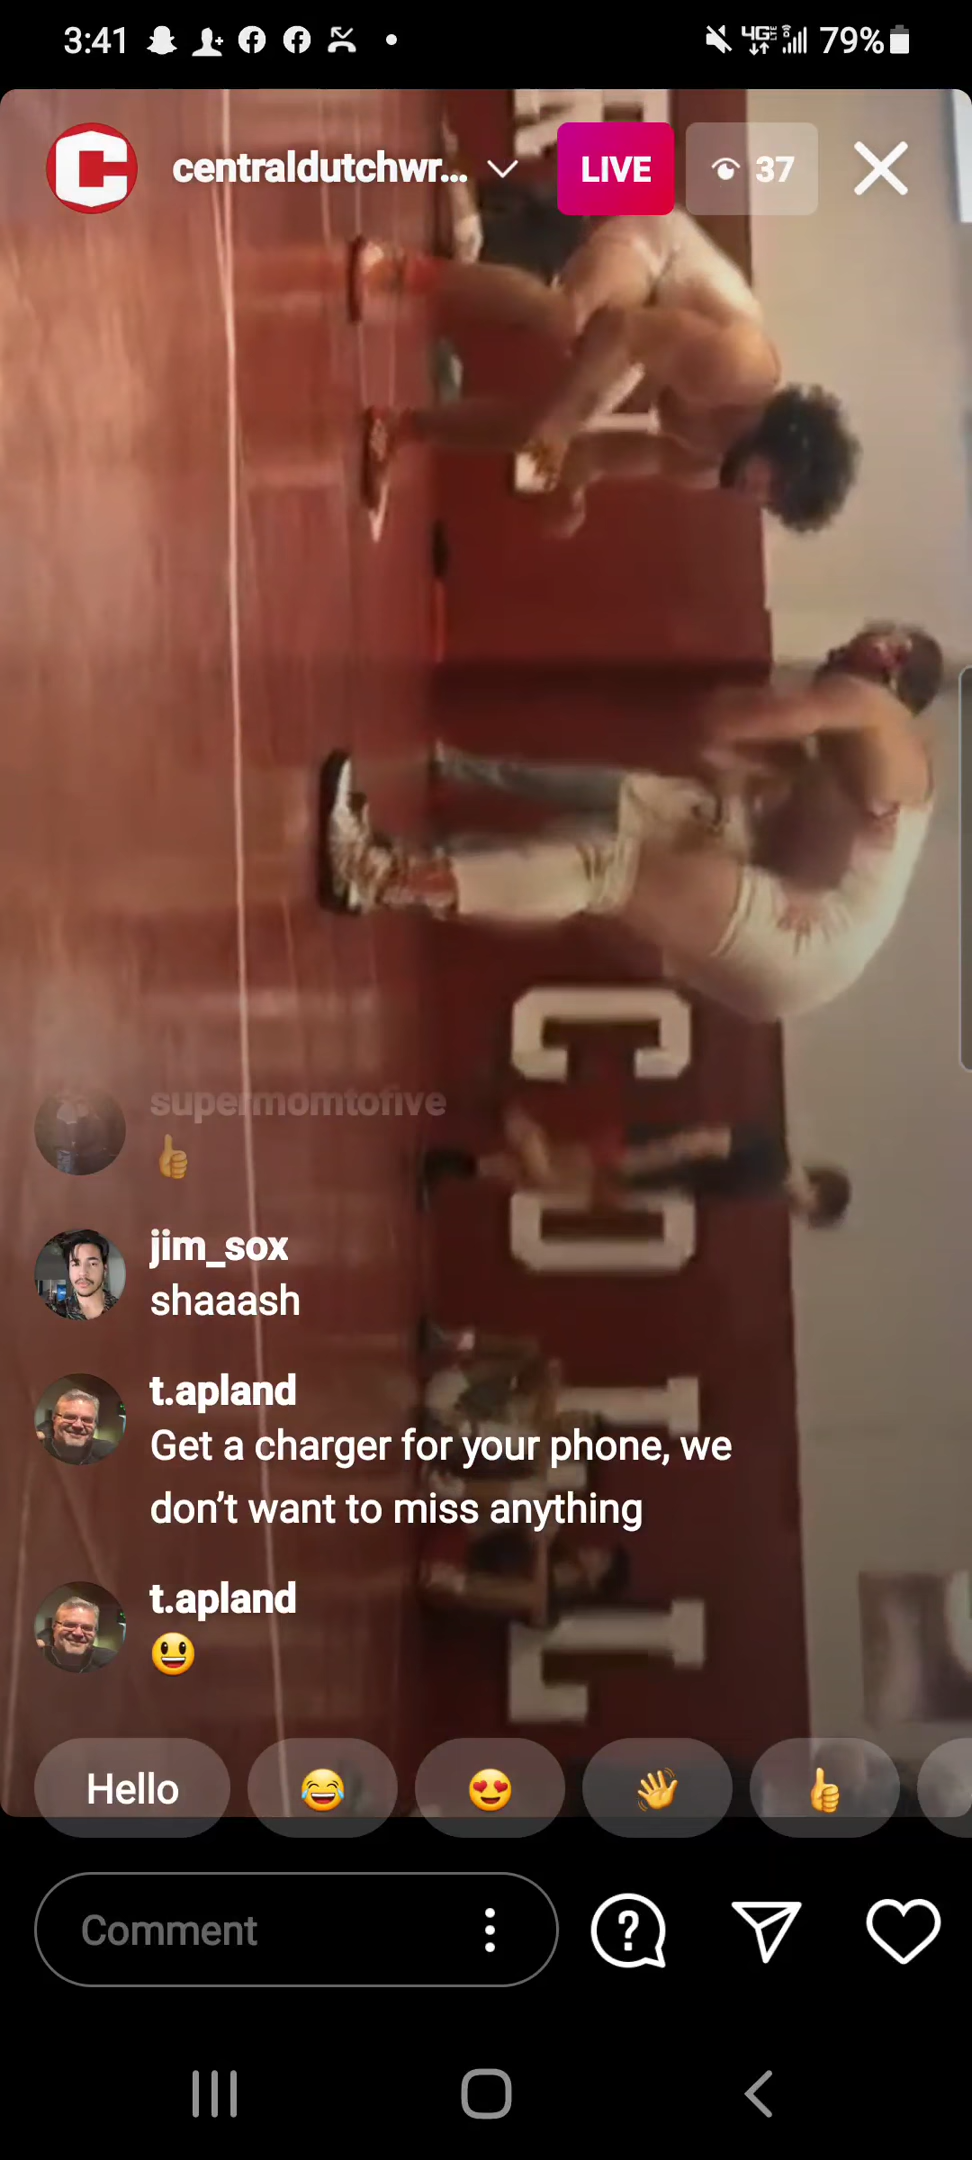 3:41
4G
79%
C
centraldutchwr...
LIVE
37
supermomtofive
👍
jim_sox
shaaash
t.apland
Get a charger for your phone, we
don’t want to miss anything
t.apland
😃
C
O
L
L
Hello
😂
😍
👋
👍
Comment